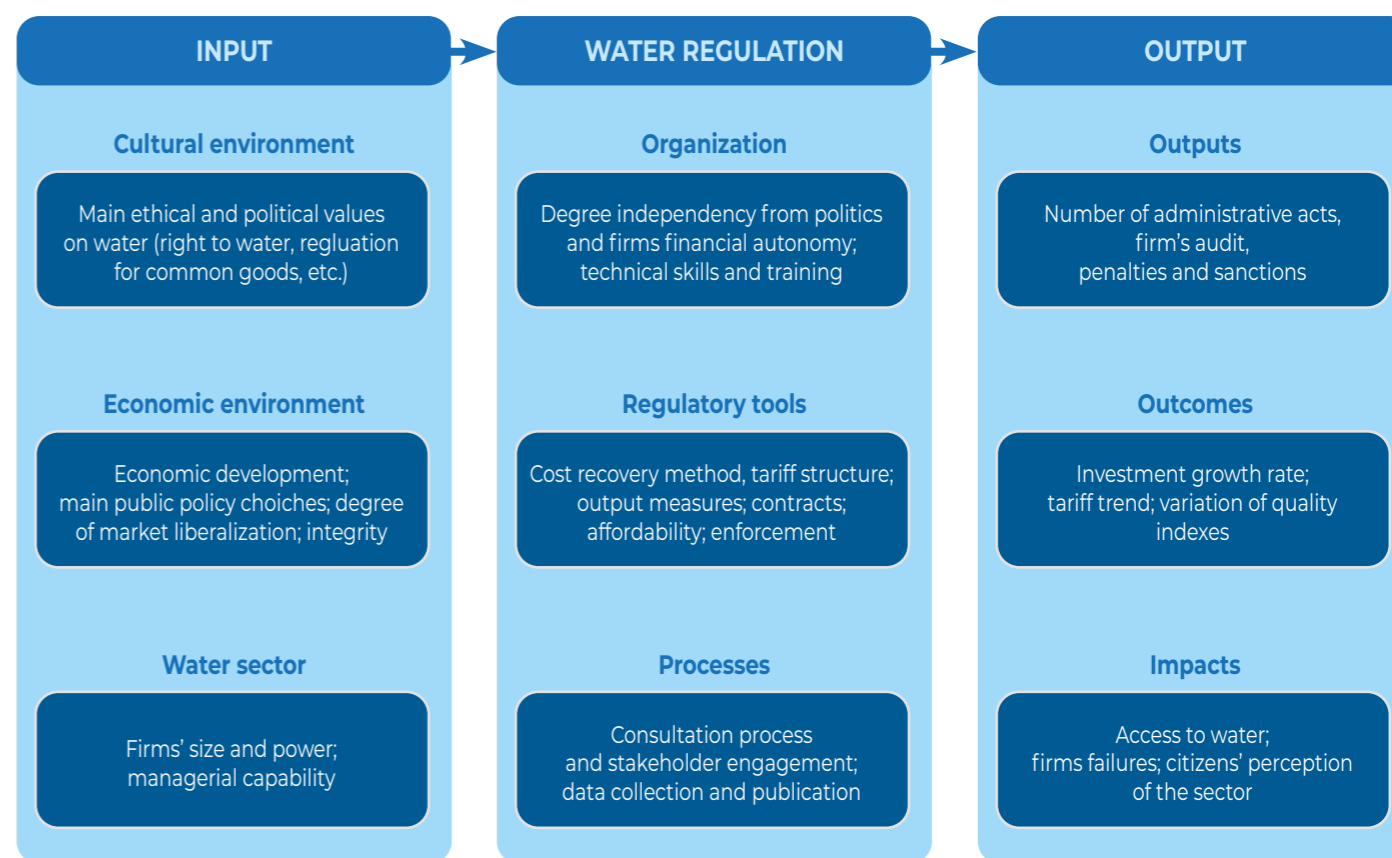 INPUT
Cultural environment
Main ethical and political values
on water (right to water, regluation
for common goods, etc.)
Economic environment
Economic development;
main public policy choiches; degree
of market liberalization; integrity
Water sector
Firms’ size and power;
managerial capability
WATER REGULATION
Organization
Degree independency from politics
and firms financial autonomy;
technical skills and training
Regulatory tools
Cost recovery method, tariff structure;
output measures; contracts;
affordability; enforcement
Processes
Consultation process
and stakeholder engagement;
data collection and publication
OUTPUT
Outputs
Number of administrative acts,
firm’s audit,
penalties and sanctions
Outcomes
Investment growth rate;
tariff trend; variation of quality
indexes
Impacts
Access to water;
firms failures; citizens’ perception
of the sector